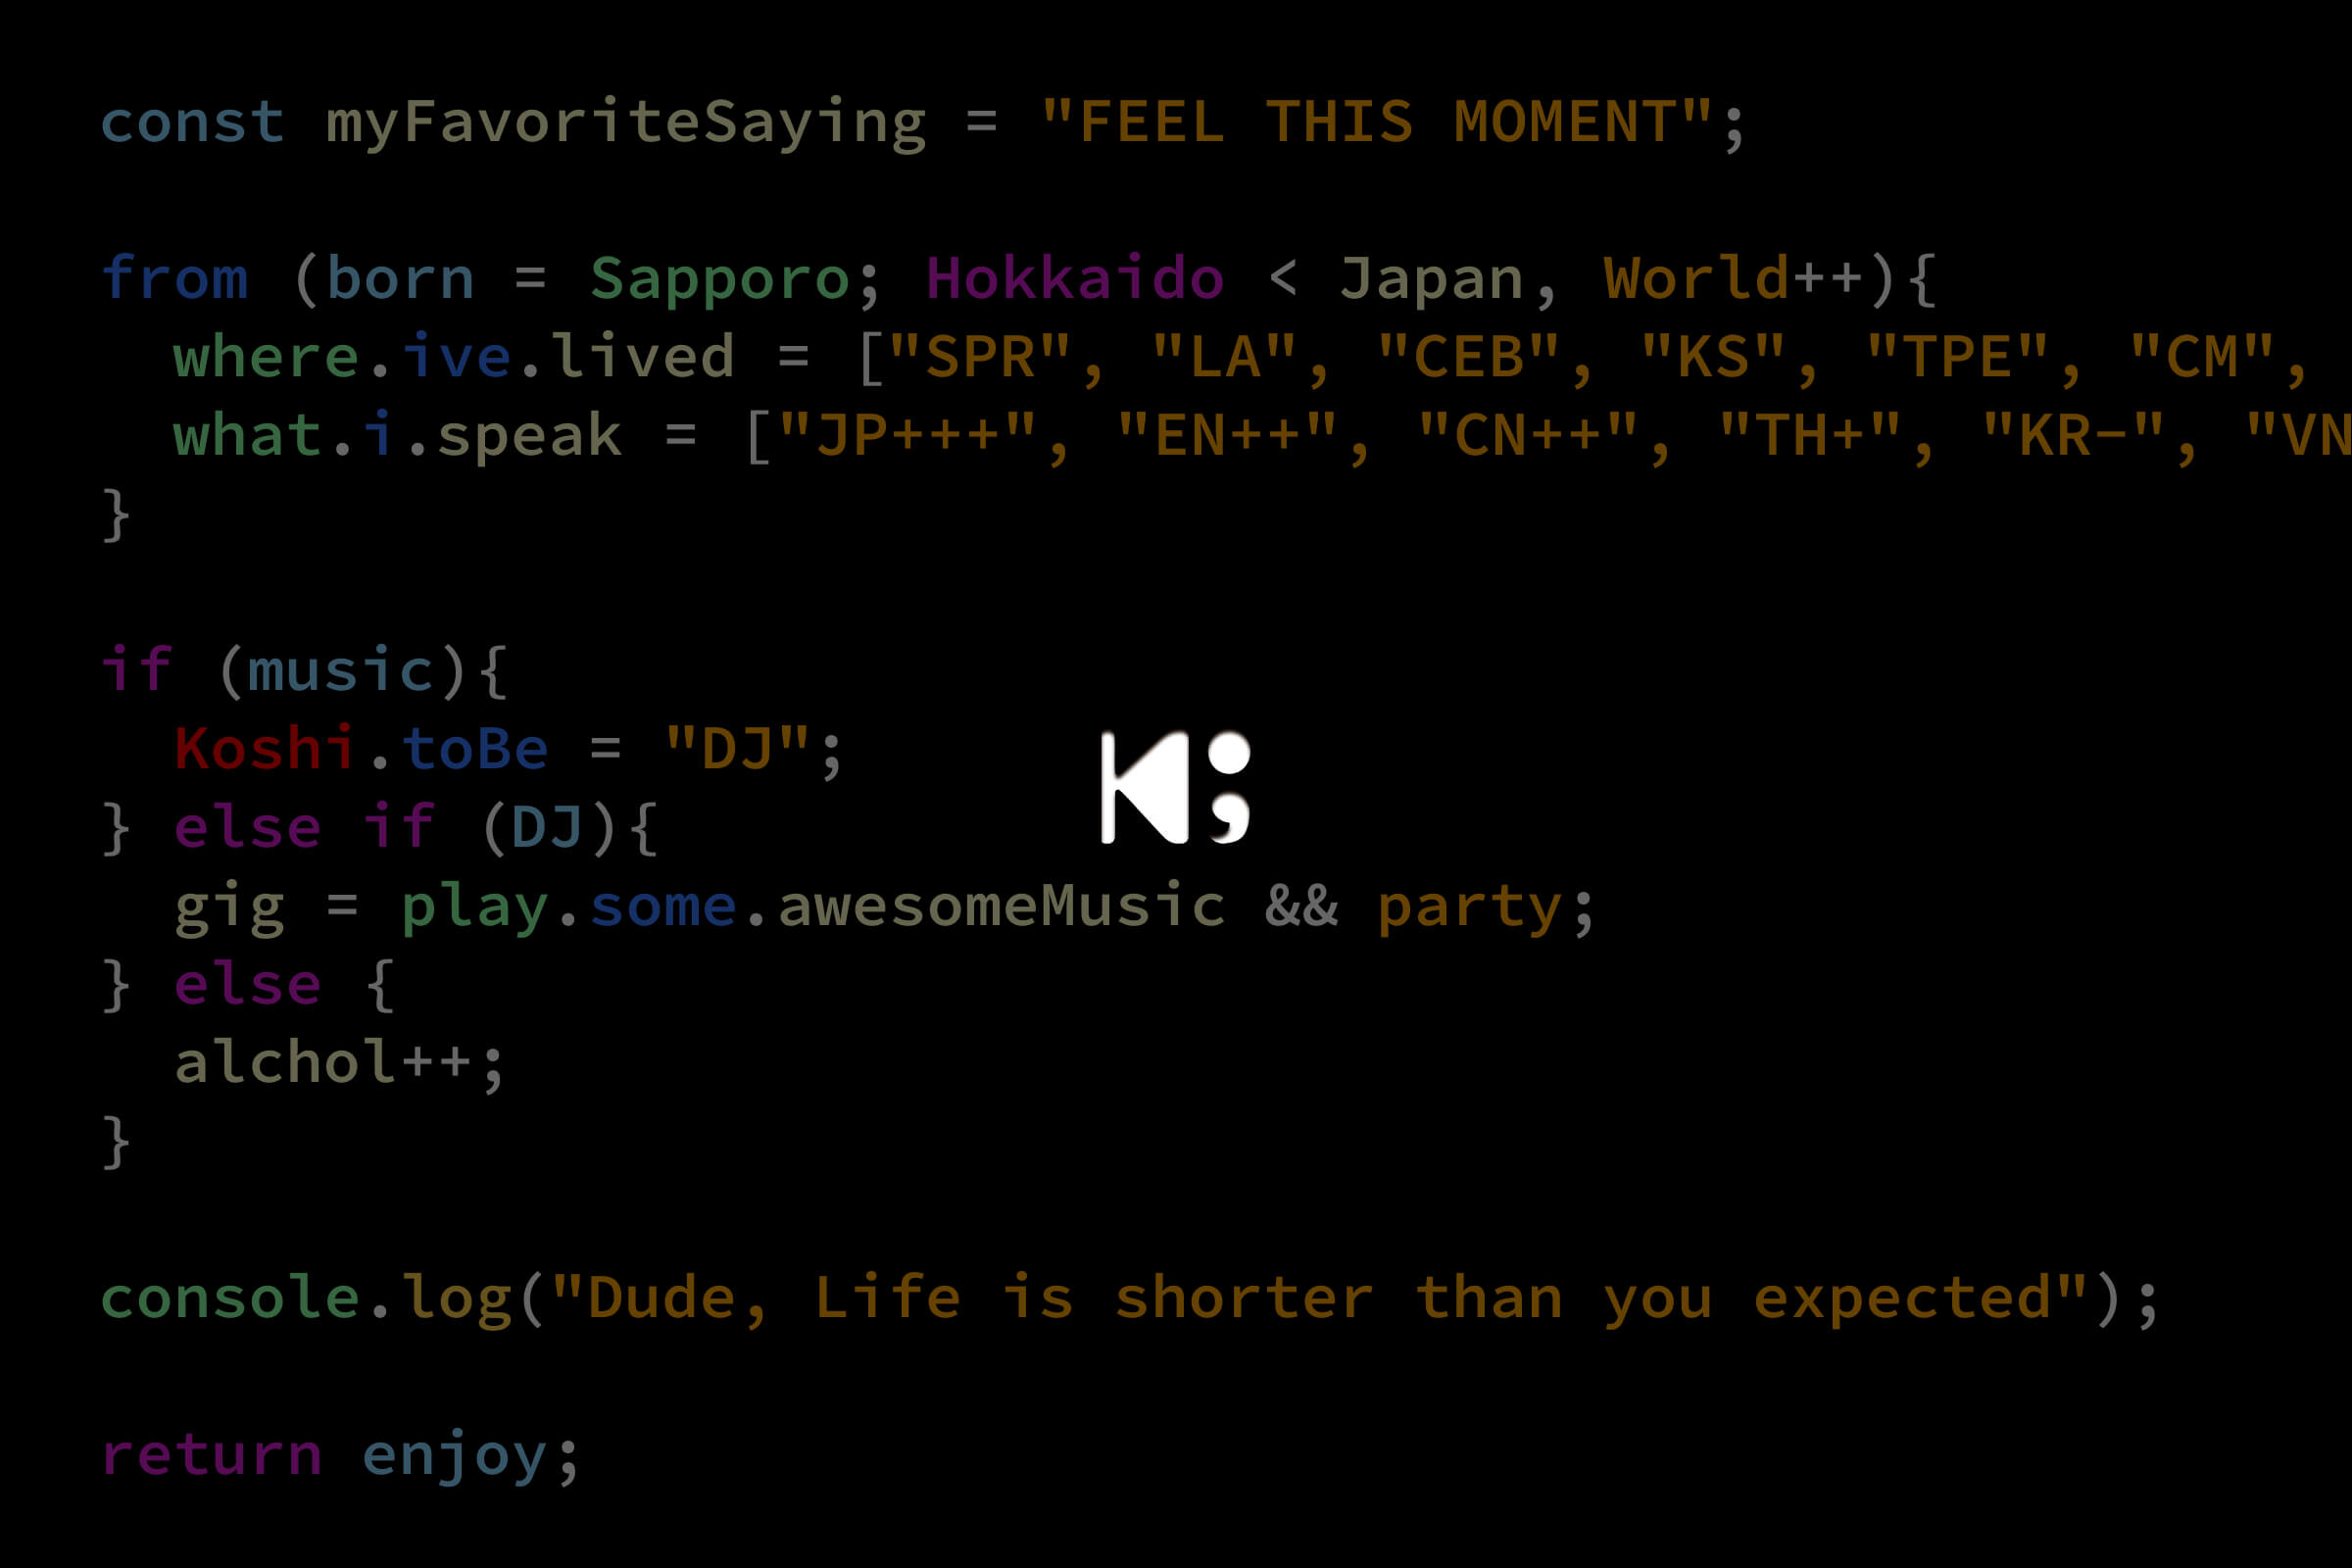 const myFavoriteSaying = "FEEL THIS MOMENT";
from (born = Sapporo; Hokkaido < Japan, World++){
where.ive.lived = ["SPR", "LA", "CEB", "KS", "TPE", "CM",
what.i.speak = ["JP+++", "EN++", "CN++", "TH+", "KR-", "VN
}
if (music){
Koshi.toBe = "DJ";
K;
} else if (DJ){
gig = play.some.awesomeMusic && party;
} else {
alchol++;
}
console.log("Dude, Life is shorter than you expected");
return enjoy;